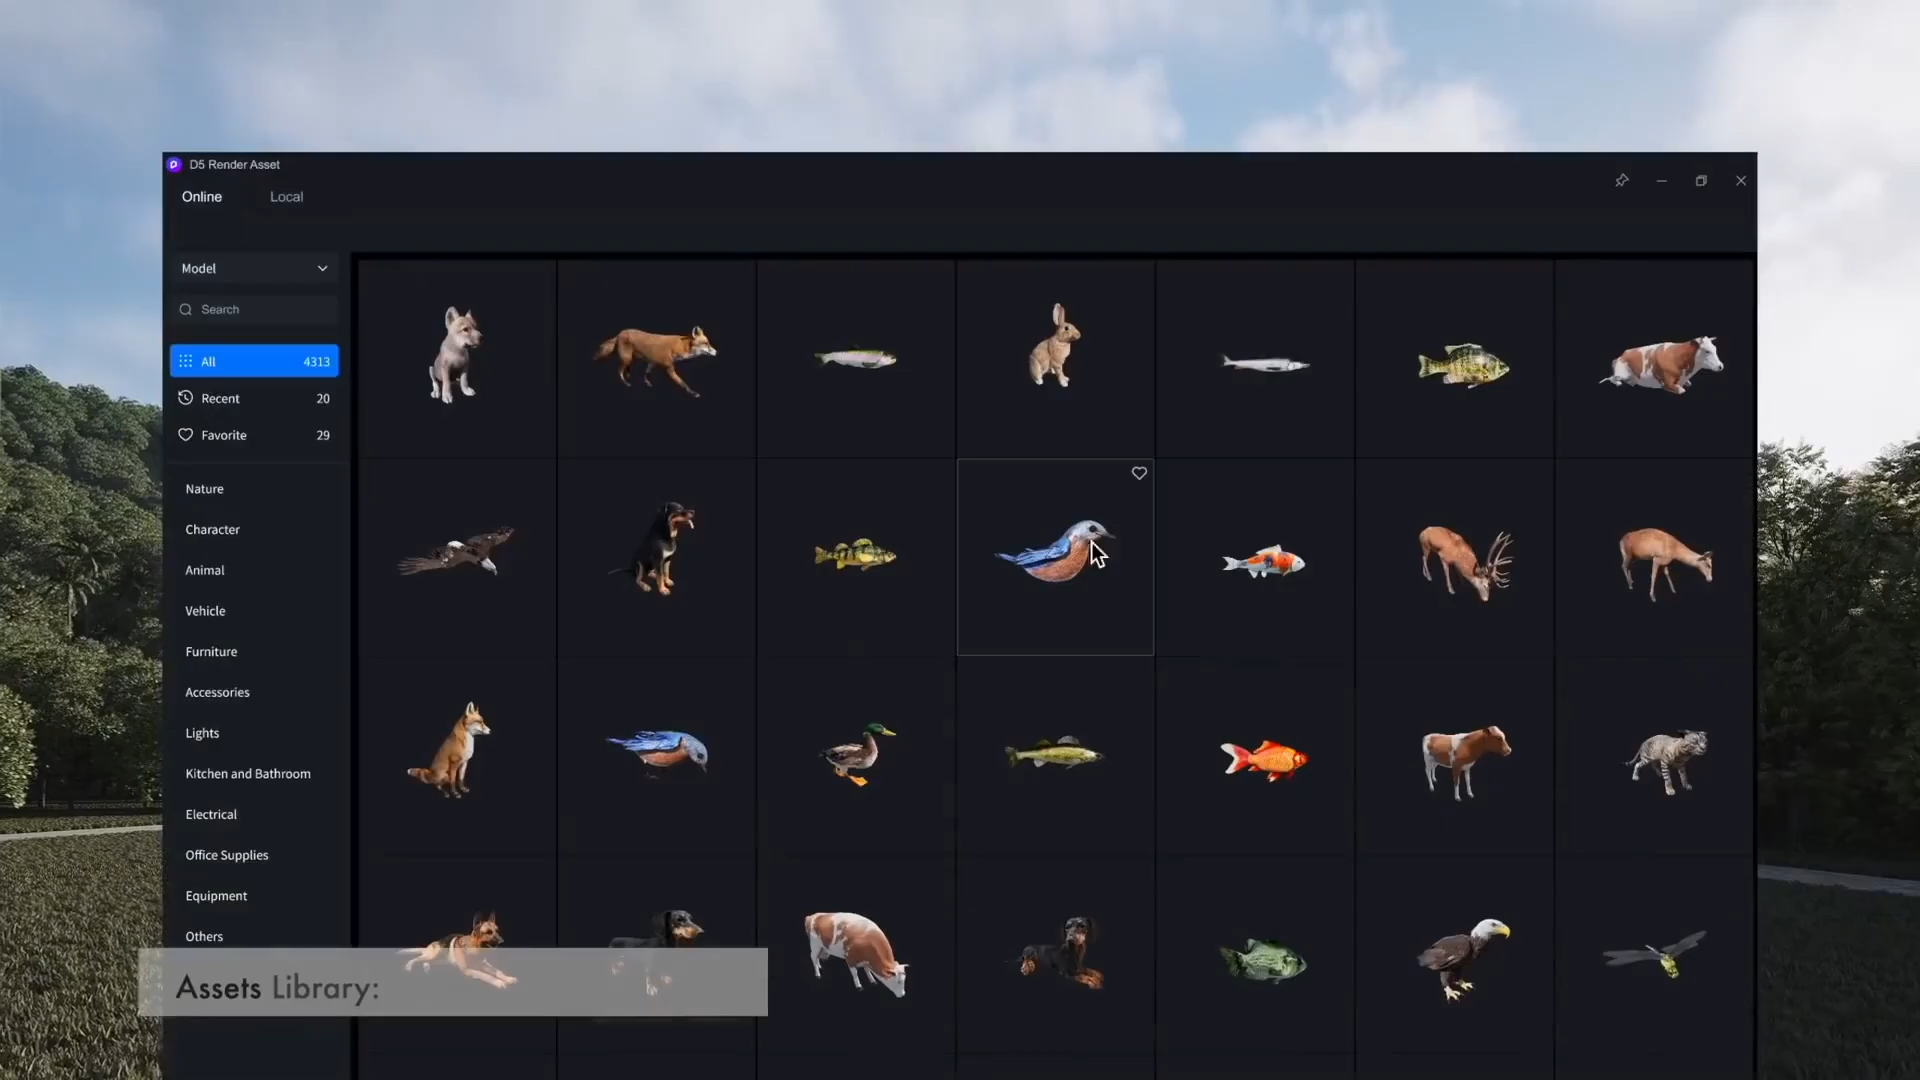 D5 Render Asset
Online
Local
Model
Search
All 4313
Recent 20
Favorite 29
Nature
Character
Animal
Vehicle
Furniture
Accessories
Lights
Kitchen and Bathroom
Electrical
Office Supplies
Equipment
Others
Assets Library: